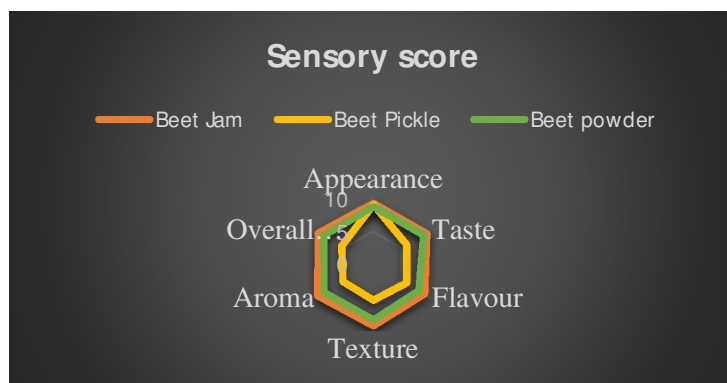 Sensory score
Beet Jam Beet Pickle Beet powder
Appearance
10
Overall... 5 Taste
0
Aroma Flavour
Texture